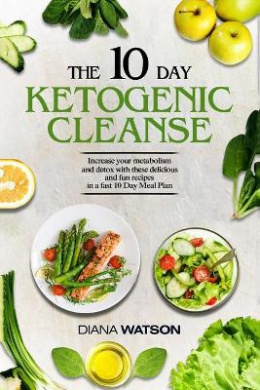 THE 10 DAY
KETOGENIC
CLEANSE
Increase your metabolism
and detox with these delicious
and fun recipes
in a fast 10 Day Meal Plan
DIANA WATSON